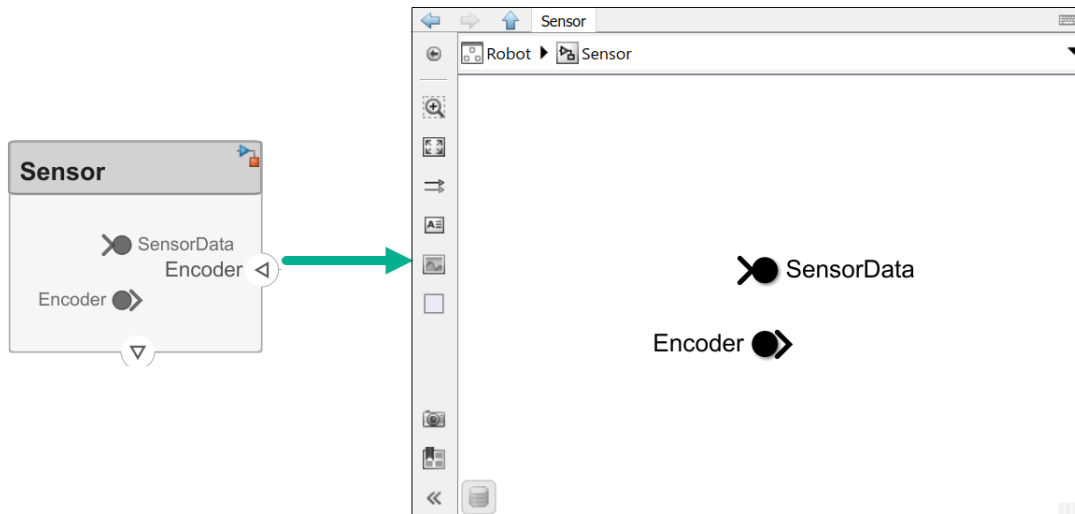 Sensor
SensorData
Encoder
Encoder
Sensor
Robot Sensor
SensorData
Encoder